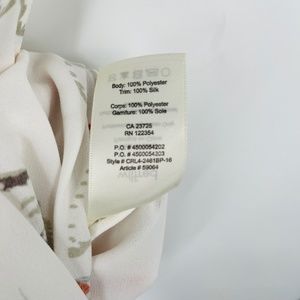 Body: 100% Polyester
Trim: 100% Silk
Corps: 100% Polyester
Garniture: 100% Soie
CA 23725
RN 122354
P.O. # 4500054202
P.O. # 4500054203
Style # CRL4-2461BP-16
Article # 59064